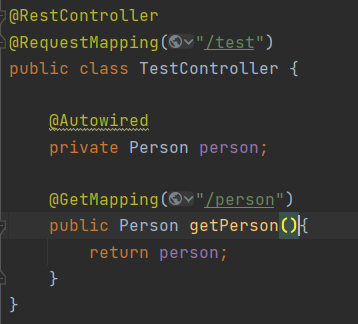 @RestController
@RequestMapping("/test")
public class TestController {
@Autowired
private Person person;
@GetMapping("/person")
public Person getPerson(){
return person;
}
}